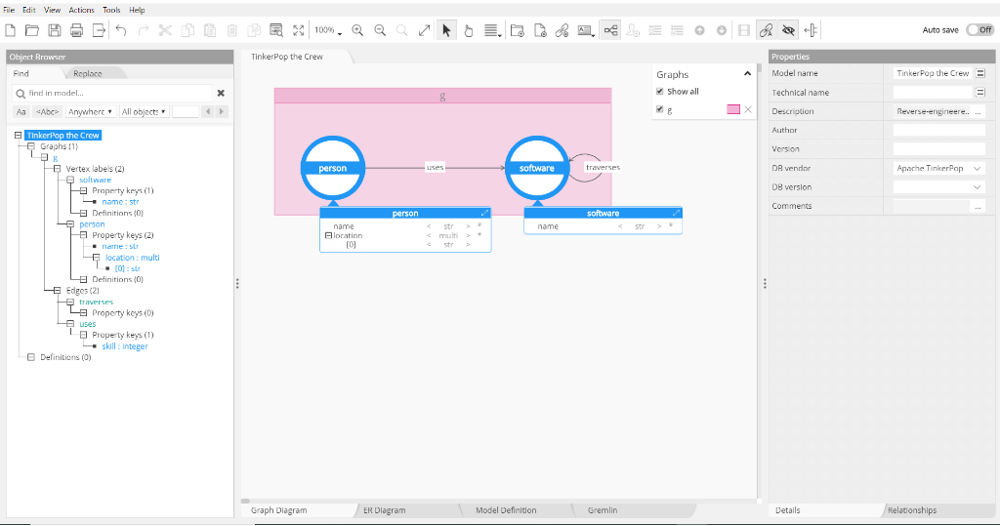 File Edit View Actions Tools Help
100%
Auto save Off
Object Browser
Find Replace
find in model...
Aa <Abc> Anywhere All objects
TinkerPop the Crew
Graphs (1)
g
Vertex labels (2)
software
Property keys (1)
name : str
Definitions (0)
person
Property keys (2)
name : str
location : multi
[0] : str
Definitions (0)
Edges (2)
traverses
Property keys (0)
uses
Property keys (1)
skill : integer
Definitions (0)
TinkerPop the Crew
g
person
uses
software
traverses
person
name < str > *
location < multi > *
[0] < str >
software
name < str > *
Graphs
Show all
g
Graph Diagram ER Diagram Model Definition Gremlin
Properties
Model name TinkerPop the Crew
Technical name
Description Reverse-engineere.. ...
Author
Version
DB vendor Apache TinkerPop
DB version
Comments ...
Details Relationships